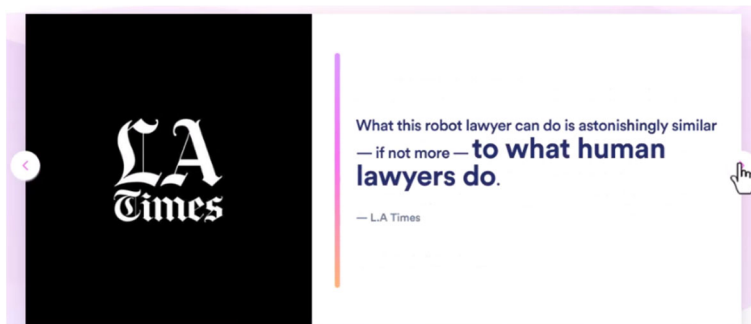 LA
Times
What this robot lawyer can do is astonishingly similar
— if not more — to what human
lawyers do.
— L.A Times